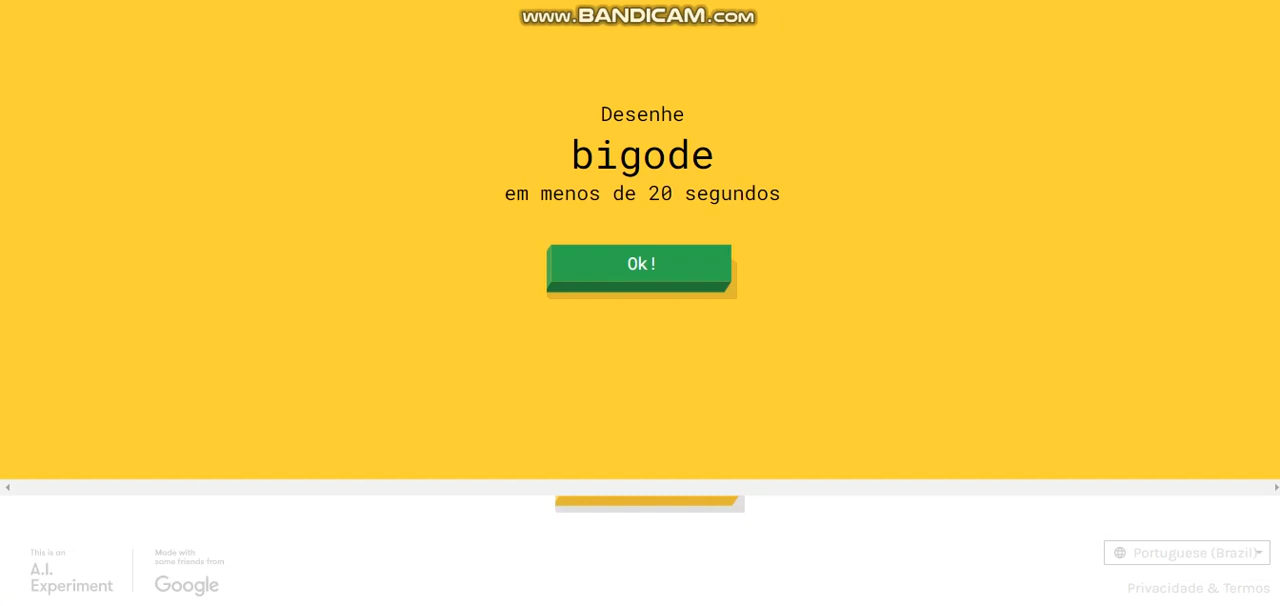 www.BANDICAM.com
Desenhe
bigode
em menos de 20 segundos
Ok!
This is an
A.I.
Experiment
Made with
some friends from
Google
Portuguese (Brazil)
Privacidade & Termos